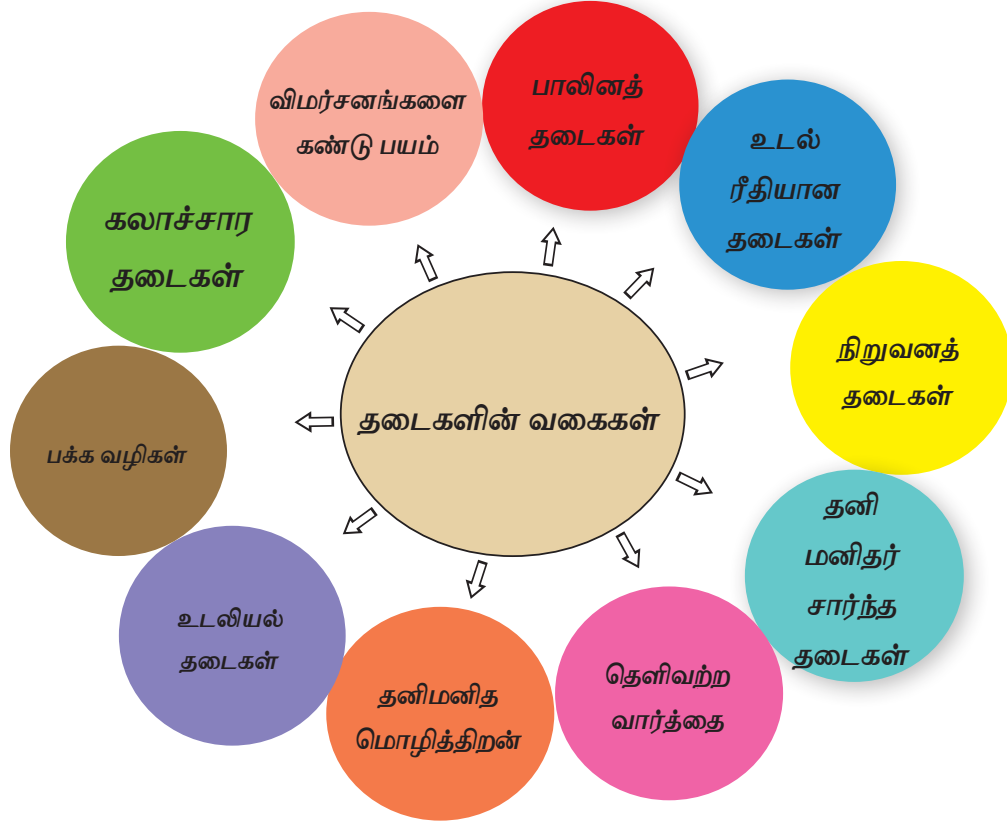 தடைகளின் வகைகள்
பாலினத்
தடைகள்
உடல்
ரீதியான
தடைகள்
நிறுவனத்
தடைகள்
தனி
மனிதர்
சார்ந்த
தடைகள்
தெளிவற்ற
வார்த்தை
தனிமனித
மொழித்திறன்
உடலியல்
தடைகள்
பக்க வழிகள்
கலாச்சார
தடைகள்
விமர்சனங்களை
கண்டு பயம்